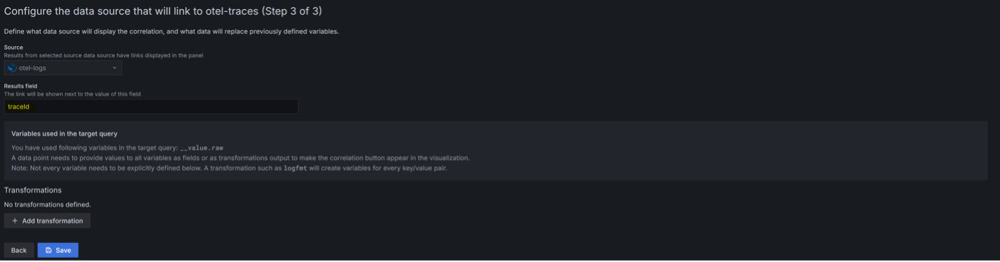 Configure the data source that will link to otel-traces (Step 3 of 3)
Define what data source will display the correlation, and what data will replace previously defined variables.
Source
Results from selected source data source have links displayed in the panel
otel-logs
Results field
The link will be shown next to the value of this field
traceId
Variables used in the target query
You have used following variables in the target query: __value.raw
A data point needs to provide values to all variables as fields or as transformations output to make the correlation button appear in the visualization.
Note: Not every variable needs to be explicitly defined below. A transformation such as logfmt will create variables for every key/value pair.
Transformations
No transformations defined.
+ Add transformation
Back Save